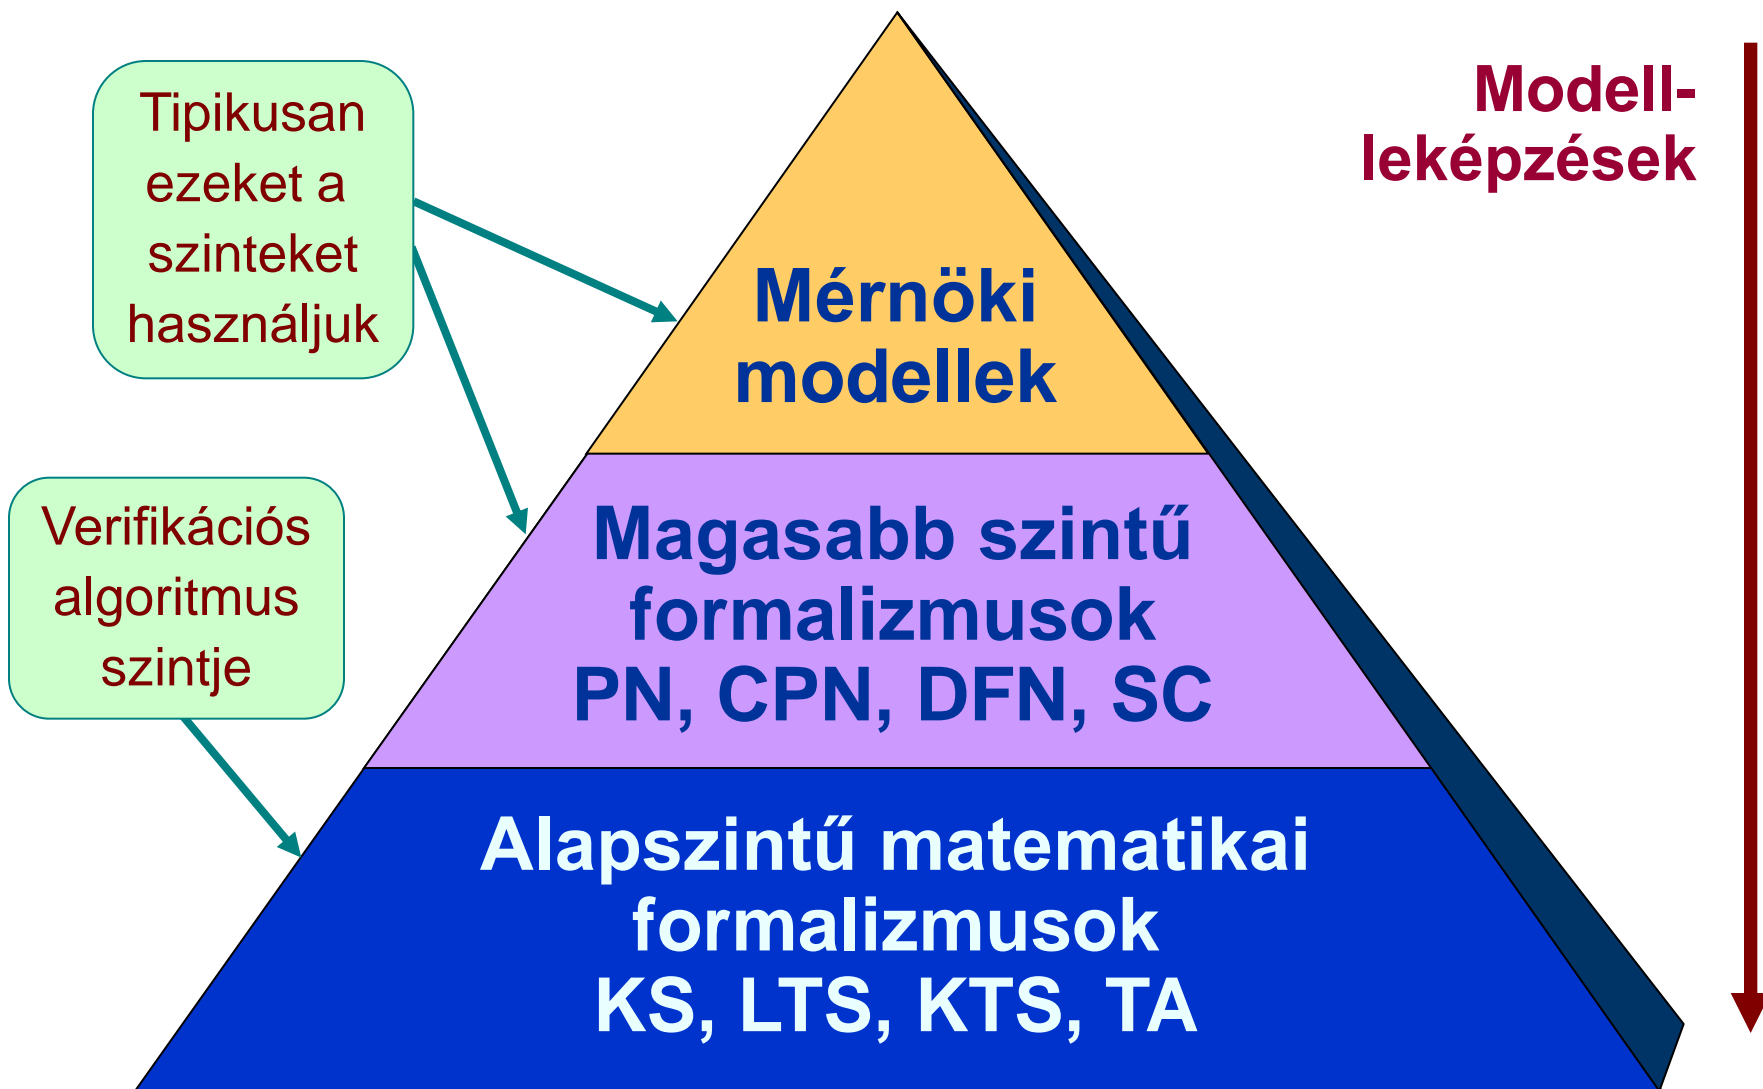 Tipikusan
ezeket a
szinteket
használjuk
Modell-
leképzések
Mérnöki
modellek
Verifikációs
algoritmus
szintje
Magasabb szintű
formalizmusok
PN, CPN, DFN, SC
Alapszintű matematikai
formalizmusok
KS, LTS, KTS, TA